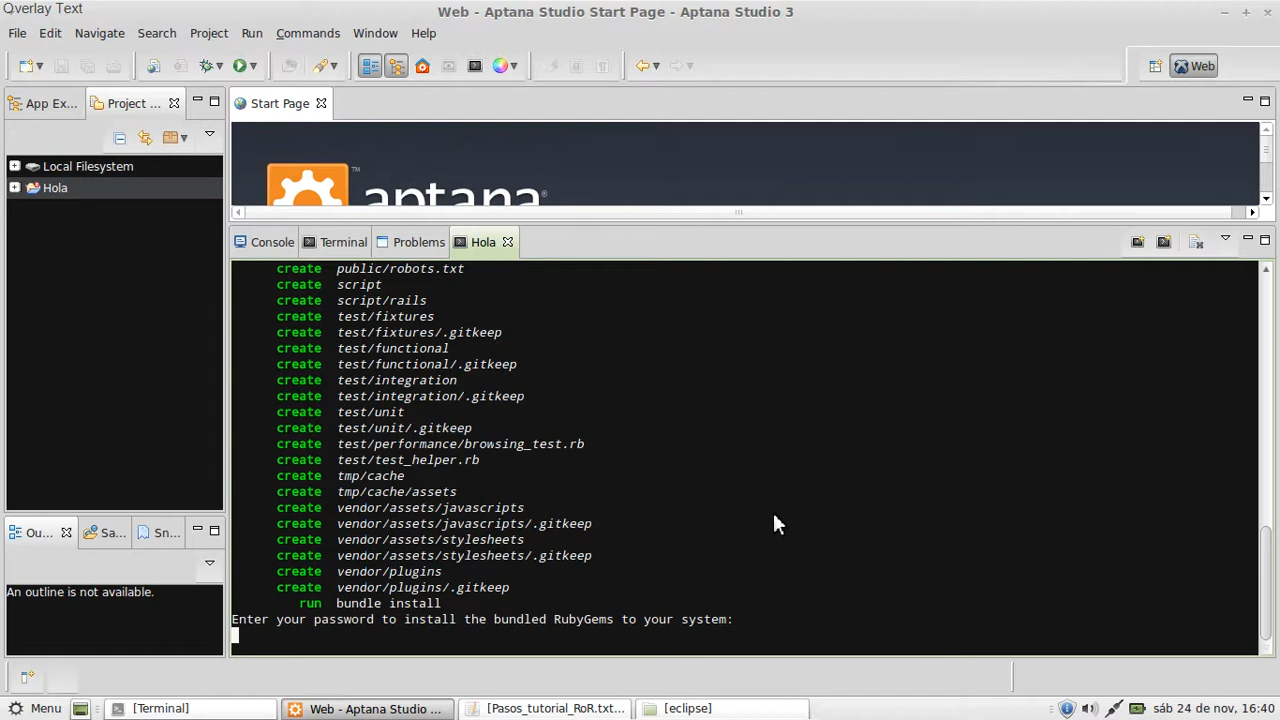 Qverlay Text
Web - Aptana Studio Start Page - Aptana Studio 3
File Edit Navigate Search Project Run Commands Window Help
Web
App Ex... Project ...
Start Page
Local Filesystem
Hola
™
aptana®
Console Terminal Problems Hola
create public/robots.txt
create script
create script/rails
create test/fixtures
create test/fixtures/.gitkeep
create test/functional
create test/functional/.gitkeep
create test/integration
create test/integration/.gitkeep
create test/unit
create test/unit/.gitkeep
create test/performance/browsing_test.rb
create test/test_helper.rb
create tmp/cache
create tmp/cache/assets
create vendor/assets/javascripts
create vendor/assets/javascripts/.gitkeep
create vendor/assets/stylesheets
create vendor/assets/stylesheets/.gitkeep
create vendor/plugins
create vendor/plugins/.gitkeep
run bundle install
Enter your password to install the bundled RubyGems to your system:
Ou... Sa... Sn...
An outline is not available.
Menu [Terminal] Web - Aptana Studio ... [Pasos_tutorial_RoR.txt... [eclipse] sáb 24 de nov, 16:40